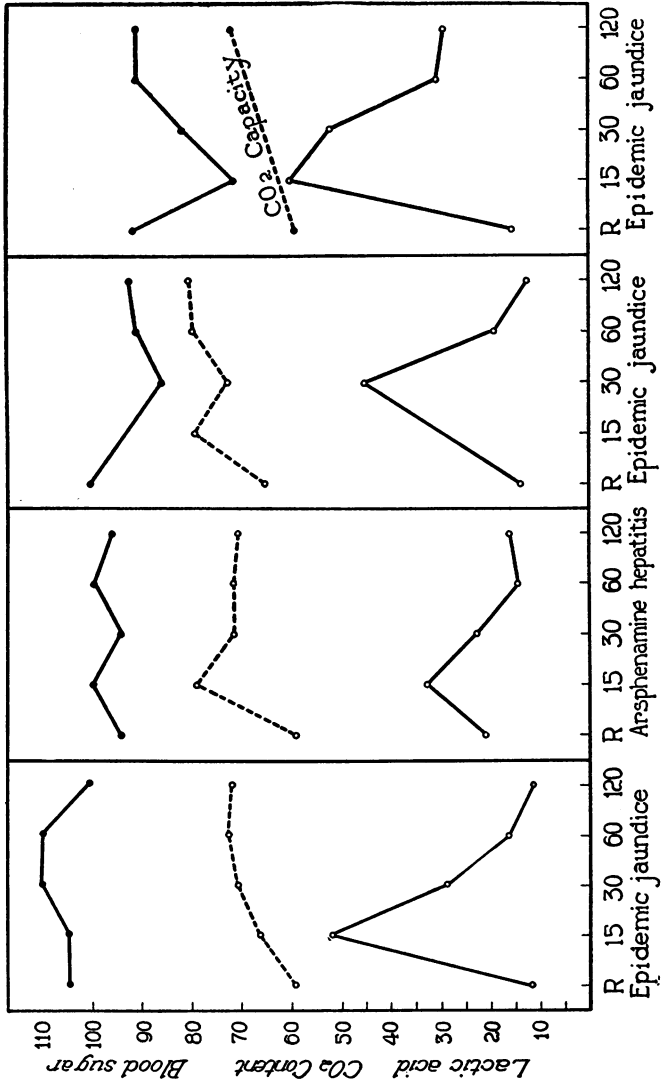 CO2 Capacity
R 15 30 60 120
Epidemic jaundice
R 15 30 60 120
Epidemic jaundice
R 15 30 60 120
Arsphenamine hepatitis
R 15 30 60 120
Epidemic jaundice
110 100 90 80 70 60 50 40 30 20 10
Blood sugar CO2 Content Lactic acid